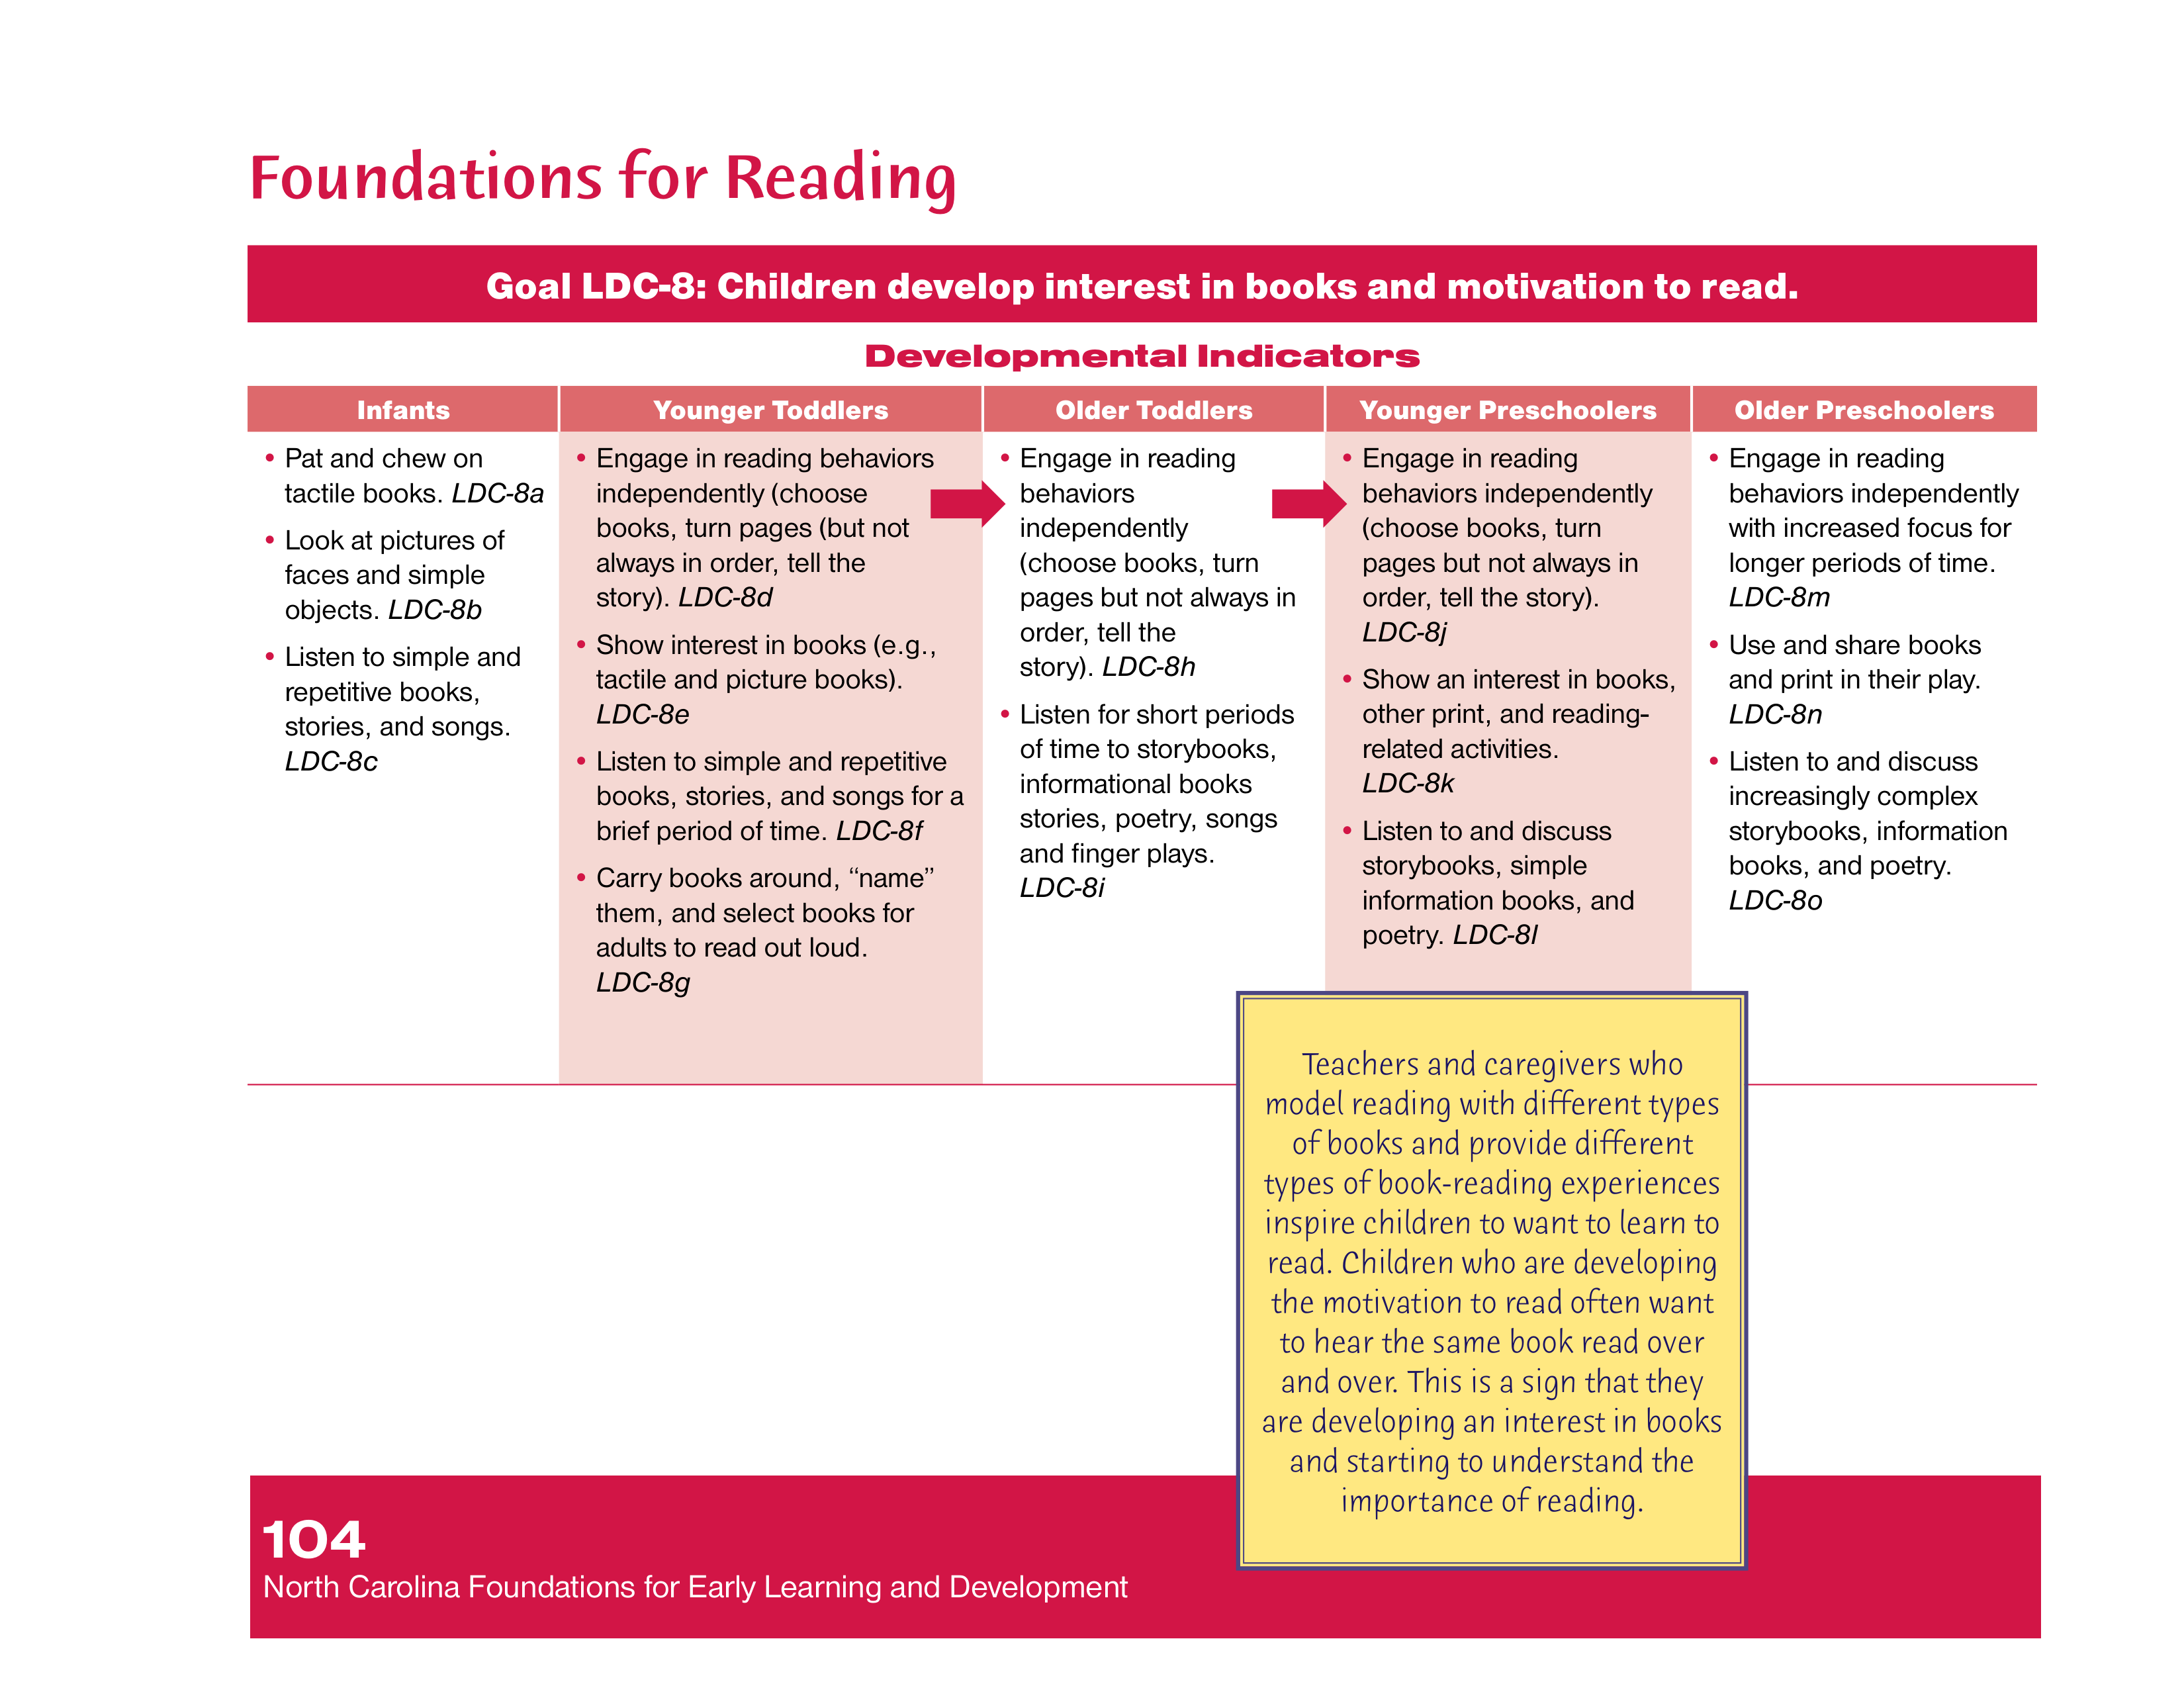 Foundations for Reading
Goal LDC-8: Children develop interest in books and motivation to read.
Developmental Indicators
Infants
• Pat and chew on
tactile books. LDC-8a
• Look at pictures of
faces and simple
objects. LDC-8b
• Listen to simple and
repetitive books,
stories, and songs.
LDC-8c
Younger Toddlers
• Engage in reading behaviors
independently (choose
books, turn pages (but not
always in order, tell the
story). LDC-8d
• Show interest in books (e.g.,
tactile and picture books).
LDC-8e
• Listen to simple and repetitive
books, stories, and songs for a
brief period of time. LDC-8f
• Carry books around, “name”
them, and select books for
adults to read out loud.
LDC-8g
Older Toddlers
• Engage in reading
behaviors
independently
(choose books, turn
pages but not always in
order, tell the
story). LDC-8h
• Listen for short periods
of time to storybooks,
informational books
stories, poetry, songs
and finger plays.
LDC-8i
Younger Preschoolers
• Engage in reading
behaviors independently
(choose books, turn
pages but not always in
order, tell the story).
LDC-8j
• Show an interest in books,
other print, and reading-
related activities.
LDC-8k
• Listen to and discuss
storybooks, simple
information books, and
poetry. LDC-8l
Older Preschoolers
• Engage in reading
behaviors independently
with increased focus for
longer periods of time.
LDC-8m
• Use and share books
and print in their play.
LDC-8n
• Listen to and discuss
increasingly complex
storybooks, information
books, and poetry.
LDC-8o
Teachers and caregivers who
model reading with different types
of books and provide different
types of book-reading experiences
inspire children to want to learn to
read. Children who are developing
the motivation to read often want
to hear the same book read over
and over. This is a sign that they
are developing an interest in books
and starting to understand the
importance of reading.
104
North Carolina Foundations for Early Learning and Development